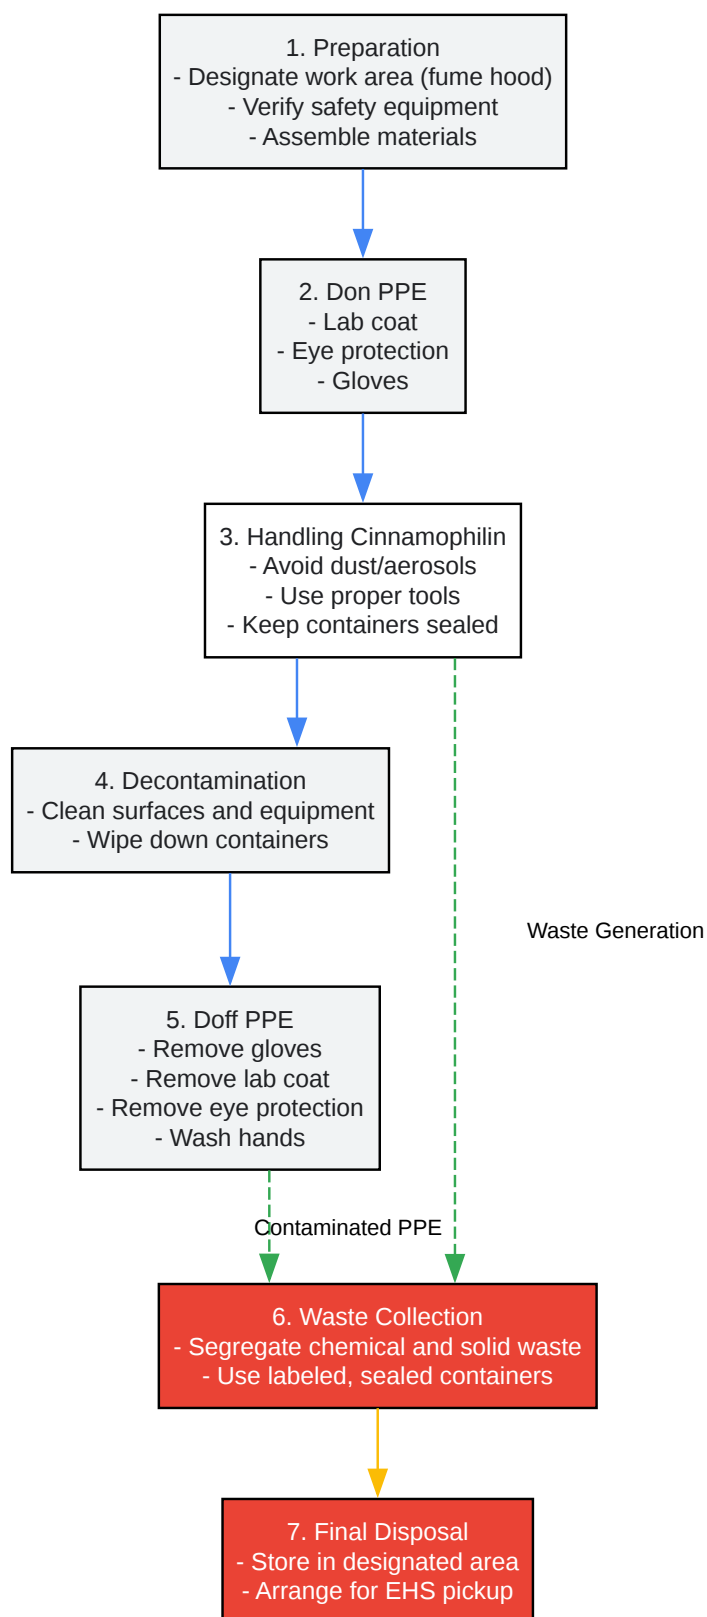 1. Preparation
- Designate work area (fume hood)
- Verify safety equipment
- Assemble materials
2. Don PPE
- Lab coat
- Eye protection
- Gloves
3. Handling Cinnamophilin
- Avoid dust/aerosols
- Use proper tools
- Keep containers sealed
4. Decontamination
- Clean surfaces and equipment
- Wipe down containers
Waste Generation
5. Doff PPE
- Remove gloves
- Remove lab coat
- Remove eye protection
- Wash hands
Contaminated PPE
6. Waste Collection
- Segregate chemical and solid waste
- Use labeled, sealed containers
7. Final Disposal
- Store in designated area
- Arrange for EHS pickup